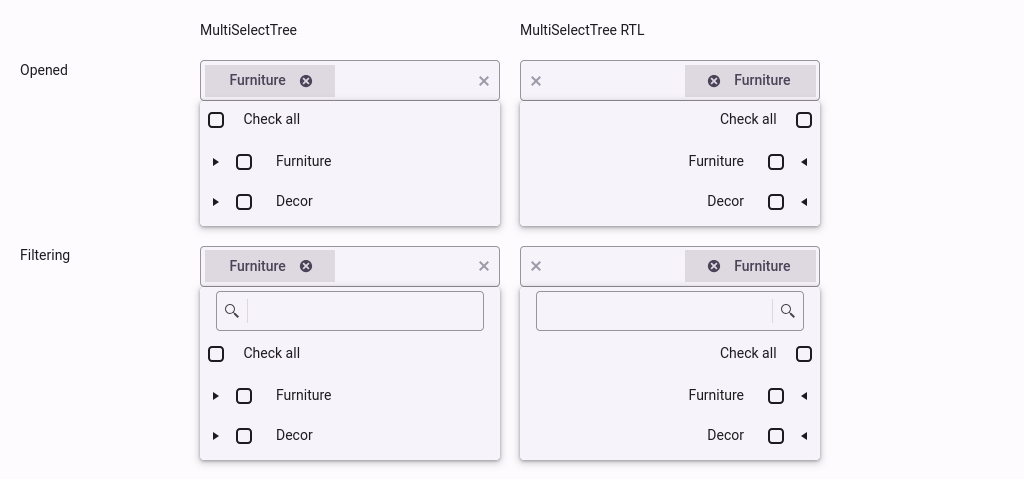 MultiSelectTree MultiSelectTree RTL
Opened
Furniture Furniture
Check all Check all
Furniture Furniture
Decor Decor
Filtering
Furniture Furniture
Check all Check all
Furniture Furniture
Decor Decor